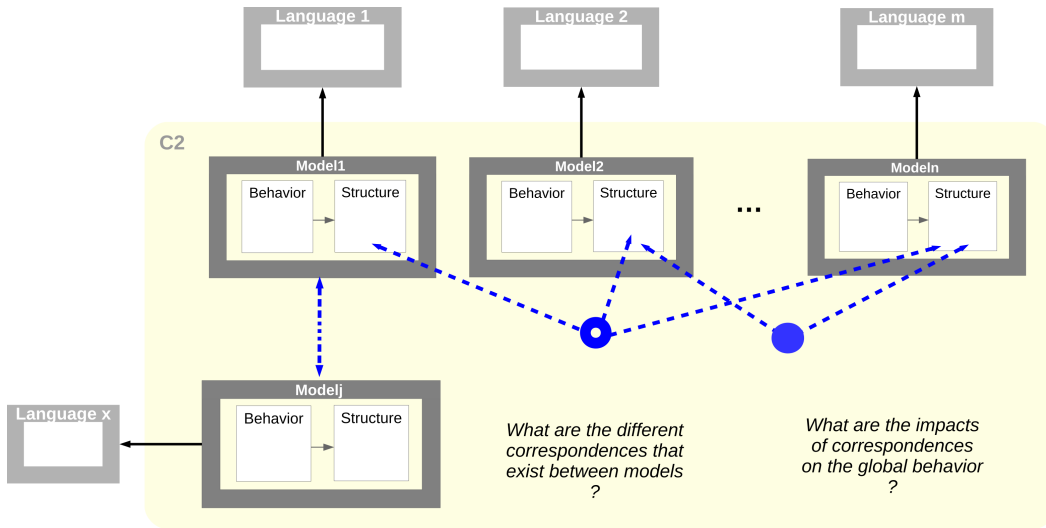 Language 1
Language 2
Language m
C2
Model1
Behavior
Structure
Model2
Behavior
Structure
...
Modeln
Behavior
Structure
Modelj
Behavior
Structure
Language x
What are the different
correspondences that
exist between models
?
What are the impacts
of correspondences
on the global behavior
?